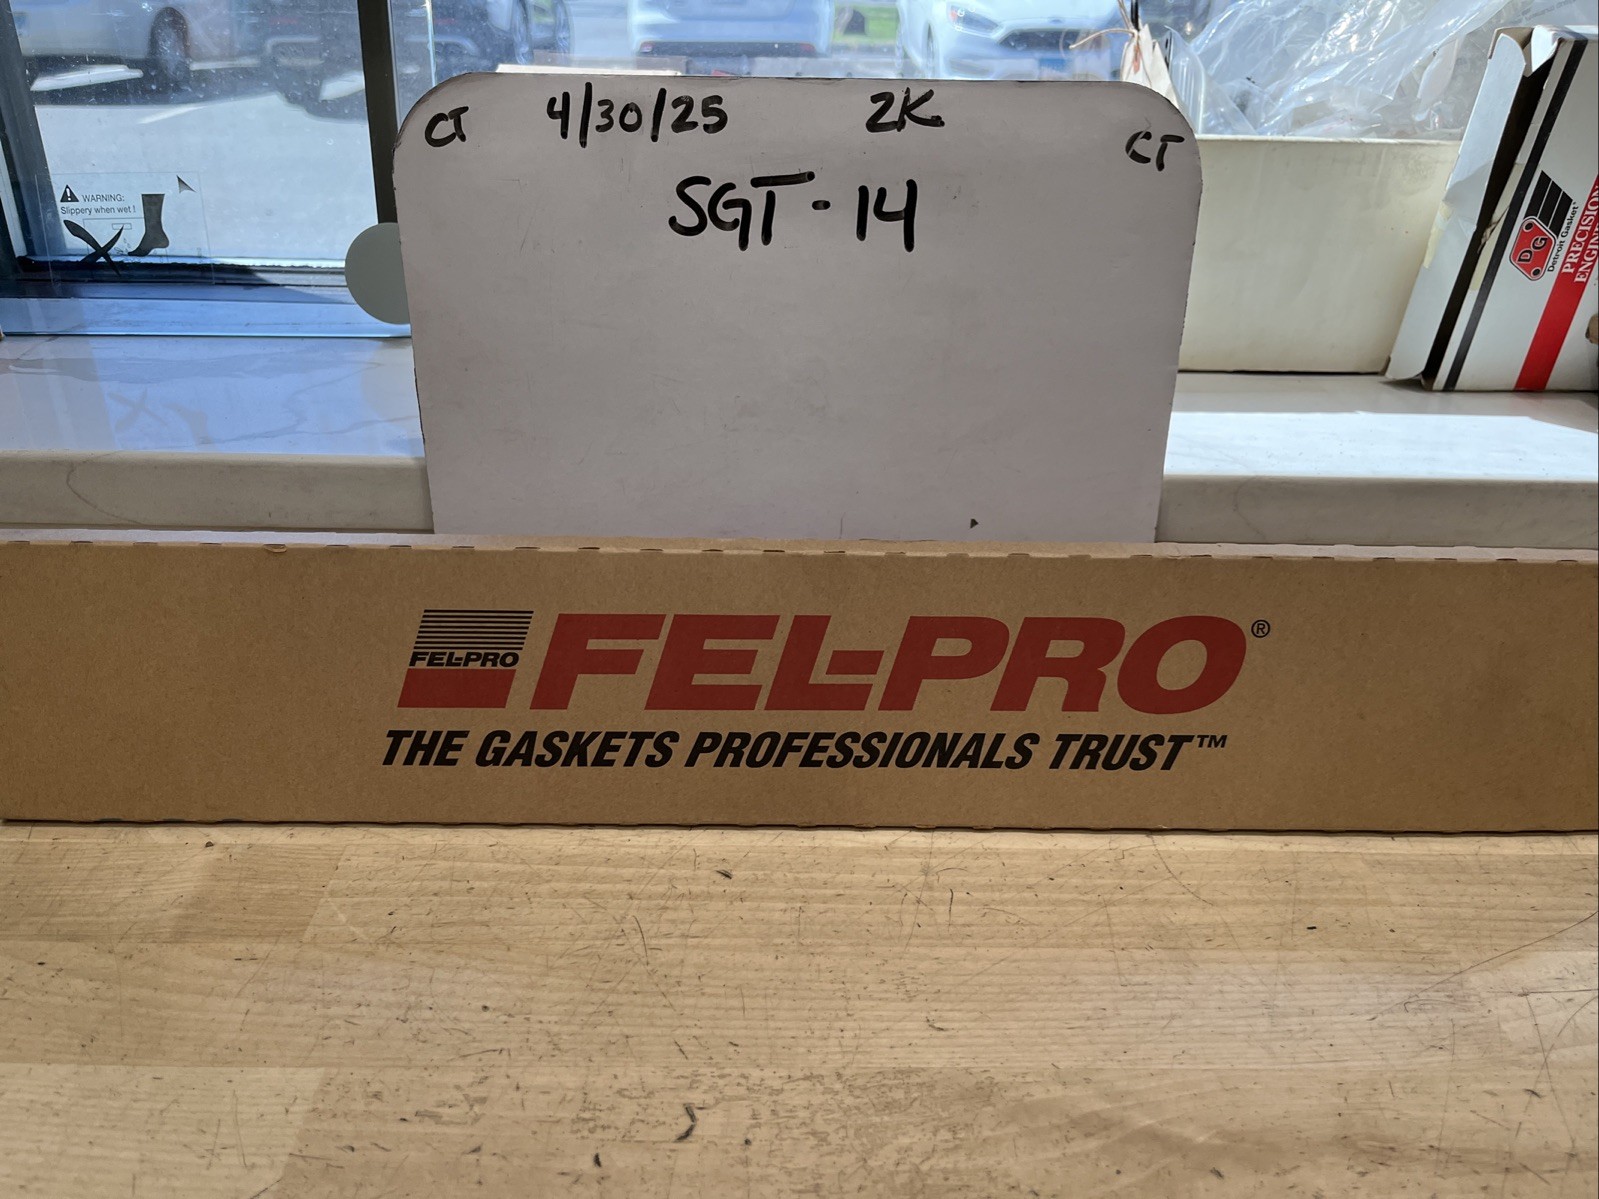 CT 4/30/25 2K CT
SGT-14
WARNING:
Slippery when wet !
DG
Detroit Gasket
PRECISION
FEL-PRO
FEL-PRO®
THE GASKETS PROFESSIONALS TRUST™